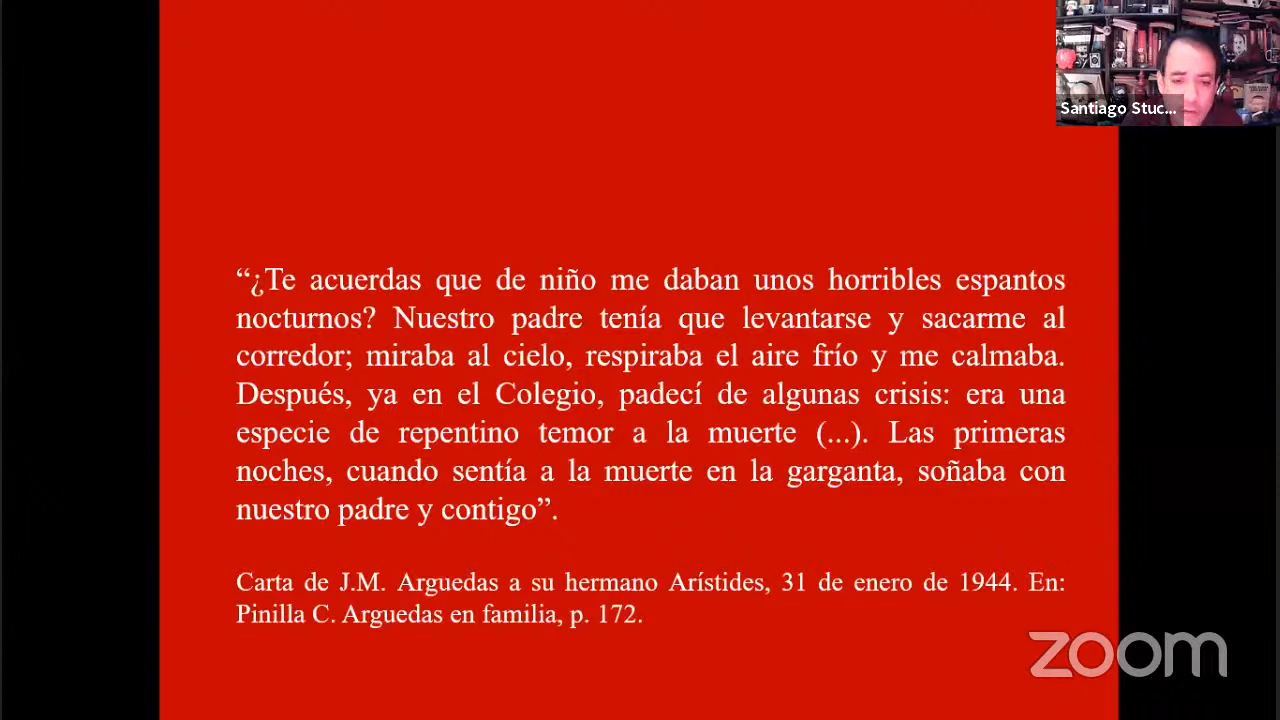 Santiago Stuc...
“¿Te acuerdas que de niño me daban unos horribles espantos
nocturnos? Nuestro padre tenía que levantarse y sacarme al
corredor; miraba al cielo, respiraba el aire frío y me calmaba.
Después, ya en el Colegio, padecí de algunas crisis: era una
especie de repentino temor a la muerte (...). Las primeras
noches, cuando sentía a la muerte en la garganta, soñaba con
nuestro padre y contigo”.
Carta de J.M. Arguedas a su hermano Arístides, 31 de enero de 1944. En:
Pinilla C. Arguedas en familia, p. 172.
zoom